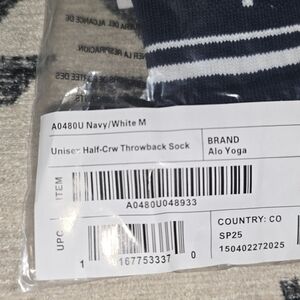 A0480U Navy/White M
Unisex Half-Crw Throwback Sock
BRAND
Alo Yoga
ITEM
A0480U048933
UPC
1 0167753337 0
COUNTRY: CO
SP25
150402272025